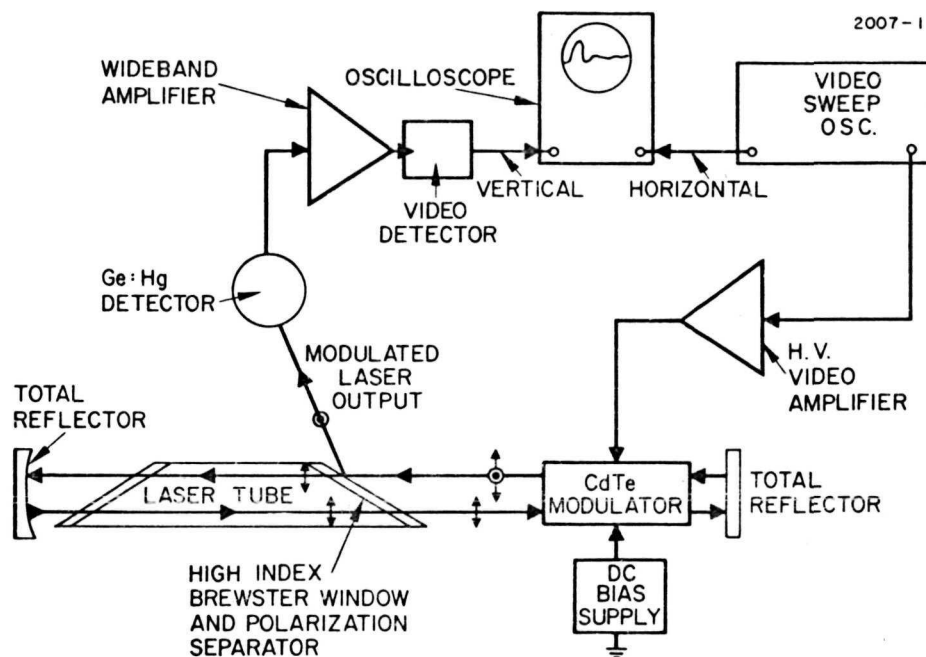 2007-1
WIDEBAND
AMPLIFIER
OSCILLOSCOPE
VIDEO
SWEEP
OSC.
VERTICAL
HORIZONTAL
VIDEO
DETECTOR
Ge:Hg
DETECTOR
MODULATED
LASER
OUTPUT
H.V.
VIDEO
AMPLIFIER
TOTAL
REFLECTOR
LASER TUBE
CdTe
MODULATOR
TOTAL
REFLECTOR
HIGH INDEX
BREWSTER WINDOW
AND POLARIZATION
SEPARATOR
DC
BIAS
SUPPLY